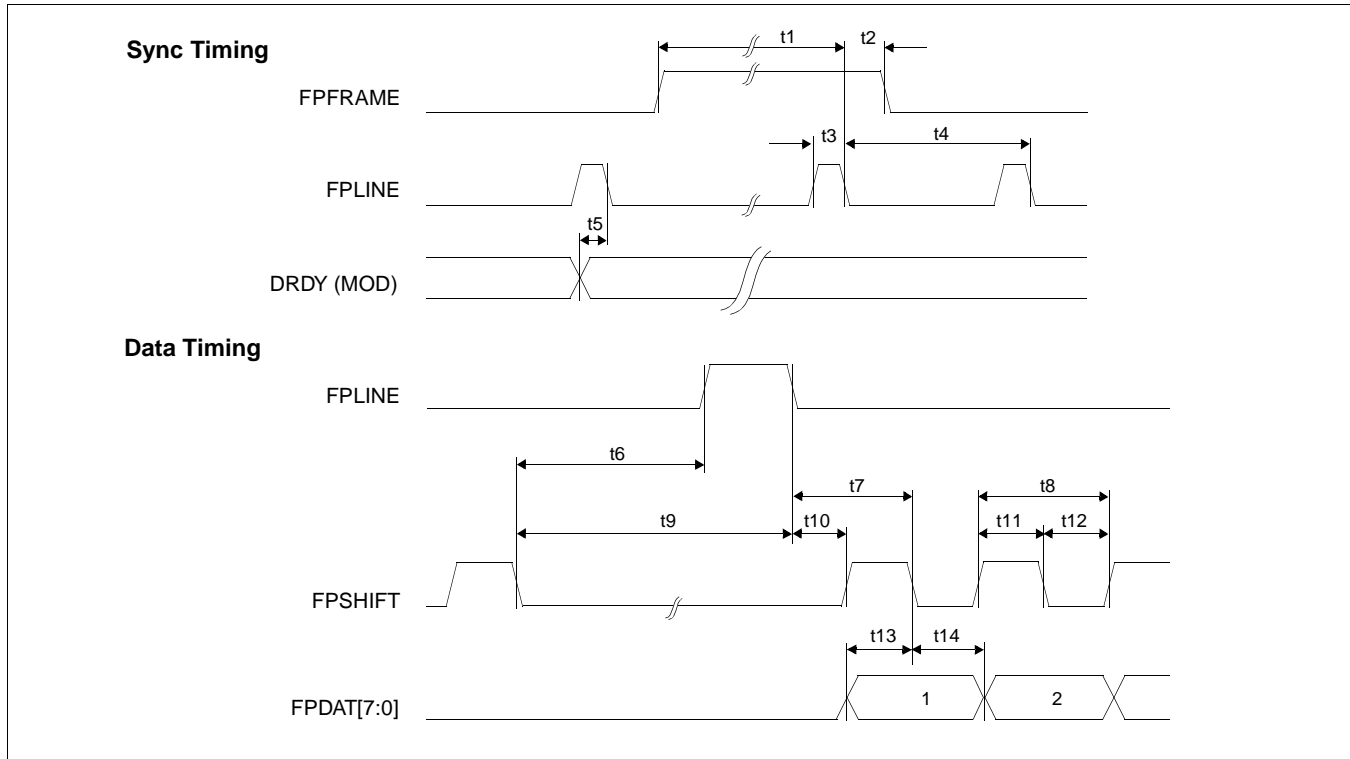 Sync Timing
t1
t2
FPFRAME
t3
t4
FPLINE
t5
DRDY (MOD)
Data Timing
FPLINE
t6
t7
t8
t9
t10
t11
t12
FPSHIFT
t13
t14
FPDAT[7:0]
1
2